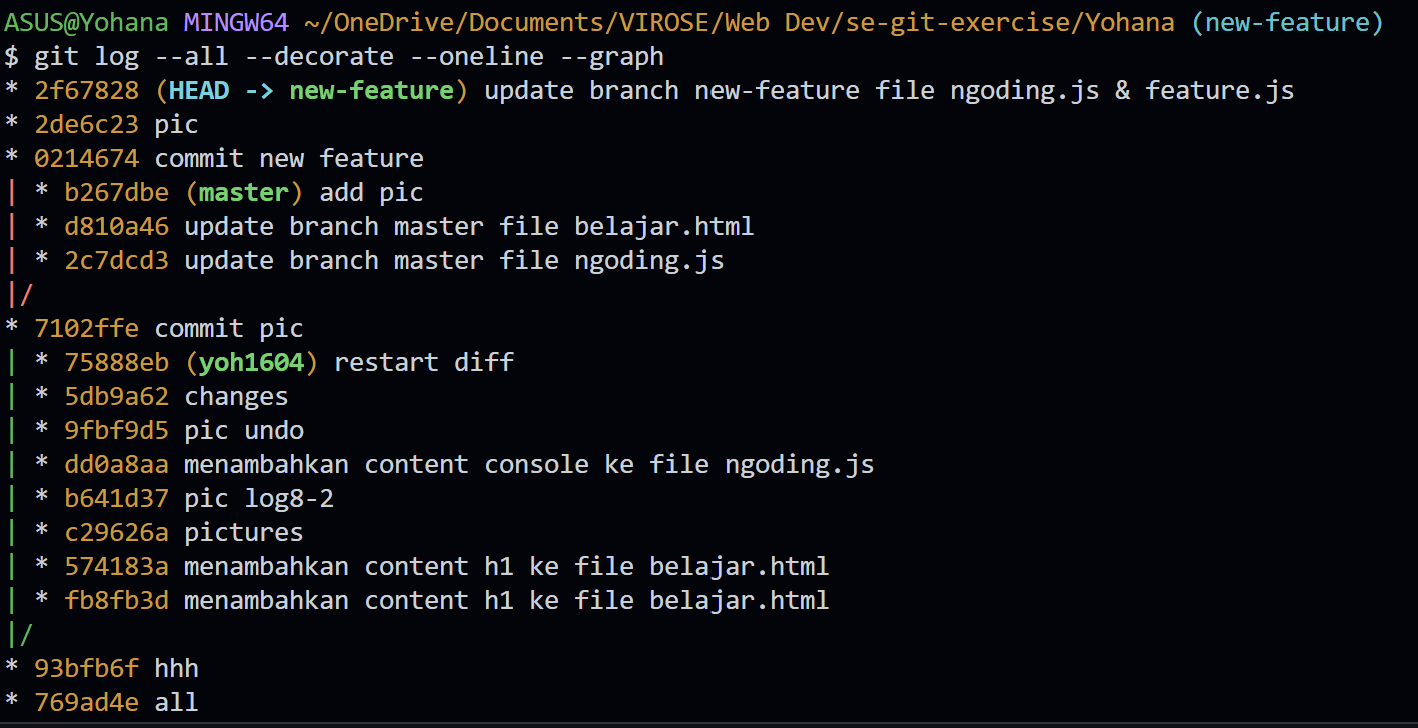 ASUS@Yohana MINGW64 ~/OneDrive/Documents/VIROSE/Web Dev/se-git-exercise/Yohana (new-feature)
$ git log --all --decorate --oneline --graph
* 2f67828 (HEAD -> new-feature) update branch new-feature file ngoding.js & feature.js
* 2de6c23 pic
* 0214674 commit new feature
| * b267dbe (master) add pic
| * d810a46 update branch master file belajar.html
| * 2c7dcd3 update branch master file ngoding.js
|/
* 7102ffe commit pic
| * 75888eb (yoh1604) restart diff
| * 5db9a62 changes
| * 9fbf9d5 pic undo
| * dd0a8aa menambahkan content console ke file ngoding.js
| * b641d37 pic log8-2
| * c29626a pictures
| * 574183a menambahkan content h1 ke file belajar.html
| * fb8fb3d menambahkan content h1 ke file belajar.html
|/
* 93bfb6f hhh
* 769ad4e all